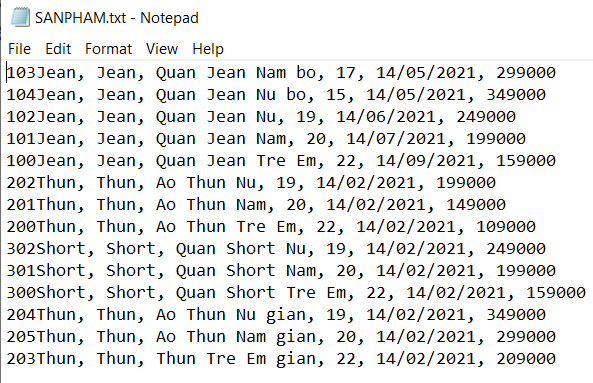 SANPHAM.txt - Notepad
File Edit Format View Help
103Jean, Jean, Quan Jean Nam bo, 17, 14/05/2021, 299000
104Jean, Jean, Quan Jean Nu bo, 15, 14/05/2021, 349000
102Jean, Jean, Quan Jean Nu, 19, 14/06/2021, 249000
101Jean, Jean, Quan Jean Nam, 20, 14/07/2021, 199000
100Jean, Jean, Quan Jean Tre Em, 22, 14/09/2021, 159000
202Thun, Thun, Ao Thun Nu, 19, 14/02/2021, 199000
201Thun, Thun, Ao Thun Nam, 20, 14/02/2021, 149000
200Thun, Thun, Ao Thun Tre Em, 22, 14/02/2021, 109000
302Short, Short, Quan Short Nu, 19, 14/02/2021, 249000
301Short, Short, Quan Short Nam, 20, 14/02/2021, 199000
300Short, Short, Quan Short Tre Em, 22, 14/02/2021, 159000
204Thun, Thun, Ao Thun Nu gian, 19, 14/02/2021, 349000
205Thun, Thun, Ao Thun Nam gian, 20, 14/02/2021, 299000
203Thun, Thun, Thun Tre Em gian, 22, 14/02/2021, 209000